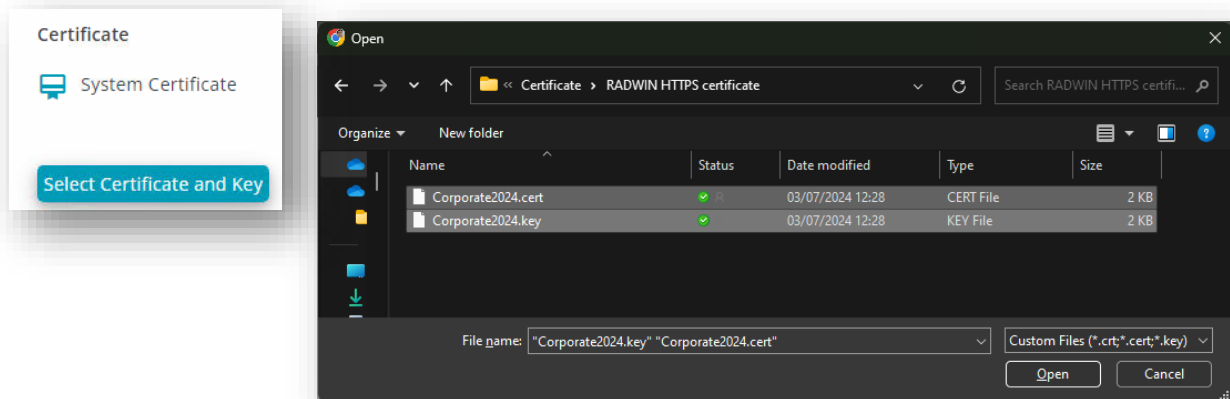 Certificate
System Certificate
Select Certificate and Key
Open
« Certificate > RADWIN HTTPS certificate
Search RADWIN HTTPS certifi...
Organize New folder
Name Status Date modified Type Size
Corporate2024.cert R 03/07/2024 12:28 CERT File 2 KB
Corporate2024.key 03/07/2024 12:28 KEY File 2 KB
File name: "Corporate2024.key" "Corporate2024.cert" Custom Files (*.crt;*.cert;*.key)
Open Cancel